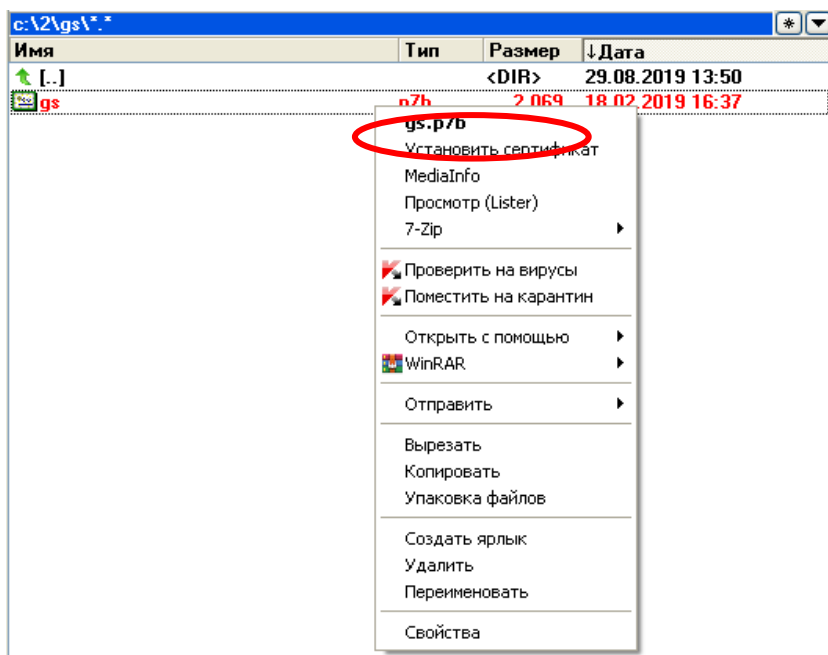 c:\2\gs\*.*
Имя Тип Размер ↓Дата
[..] <DIR> 29.08.2019 13:50
gs p7b 2 069 18.02.2019 16:37
gs.p7b
Установить сертификат
MediaInfo
Просмотр (Lister)
7-Zip
Проверить на вирусы
Поместить на карантин
Открыть с помощью
WinRAR
Отправить
Вырезать
Копировать
Упаковка файлов
Создать ярлык
Удалить
Переименовать
Свойства